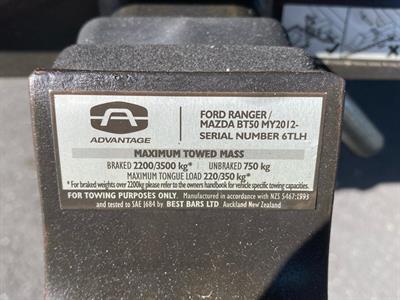 ADVANTAGE
FORD RANGER/
MAZDA BT50 MY2012-
SERIAL NUMBER 6TLH
MAXIMUM TOWED MASS
BRAKED 2200/3500 kg* UNBRAKED 750 kg
MAXIMUM TONGUE LOAD 220/350 kg*
*For braked weights over 2200kg please refer to the owners handbook for vehicle specific towing capacities.
FOR TOWING PURPOSES ONLY. Manufactured in accordance with NZS 5467:1993
and tested to SAE J684 by BEST BARS LTD Auckland New Zealand